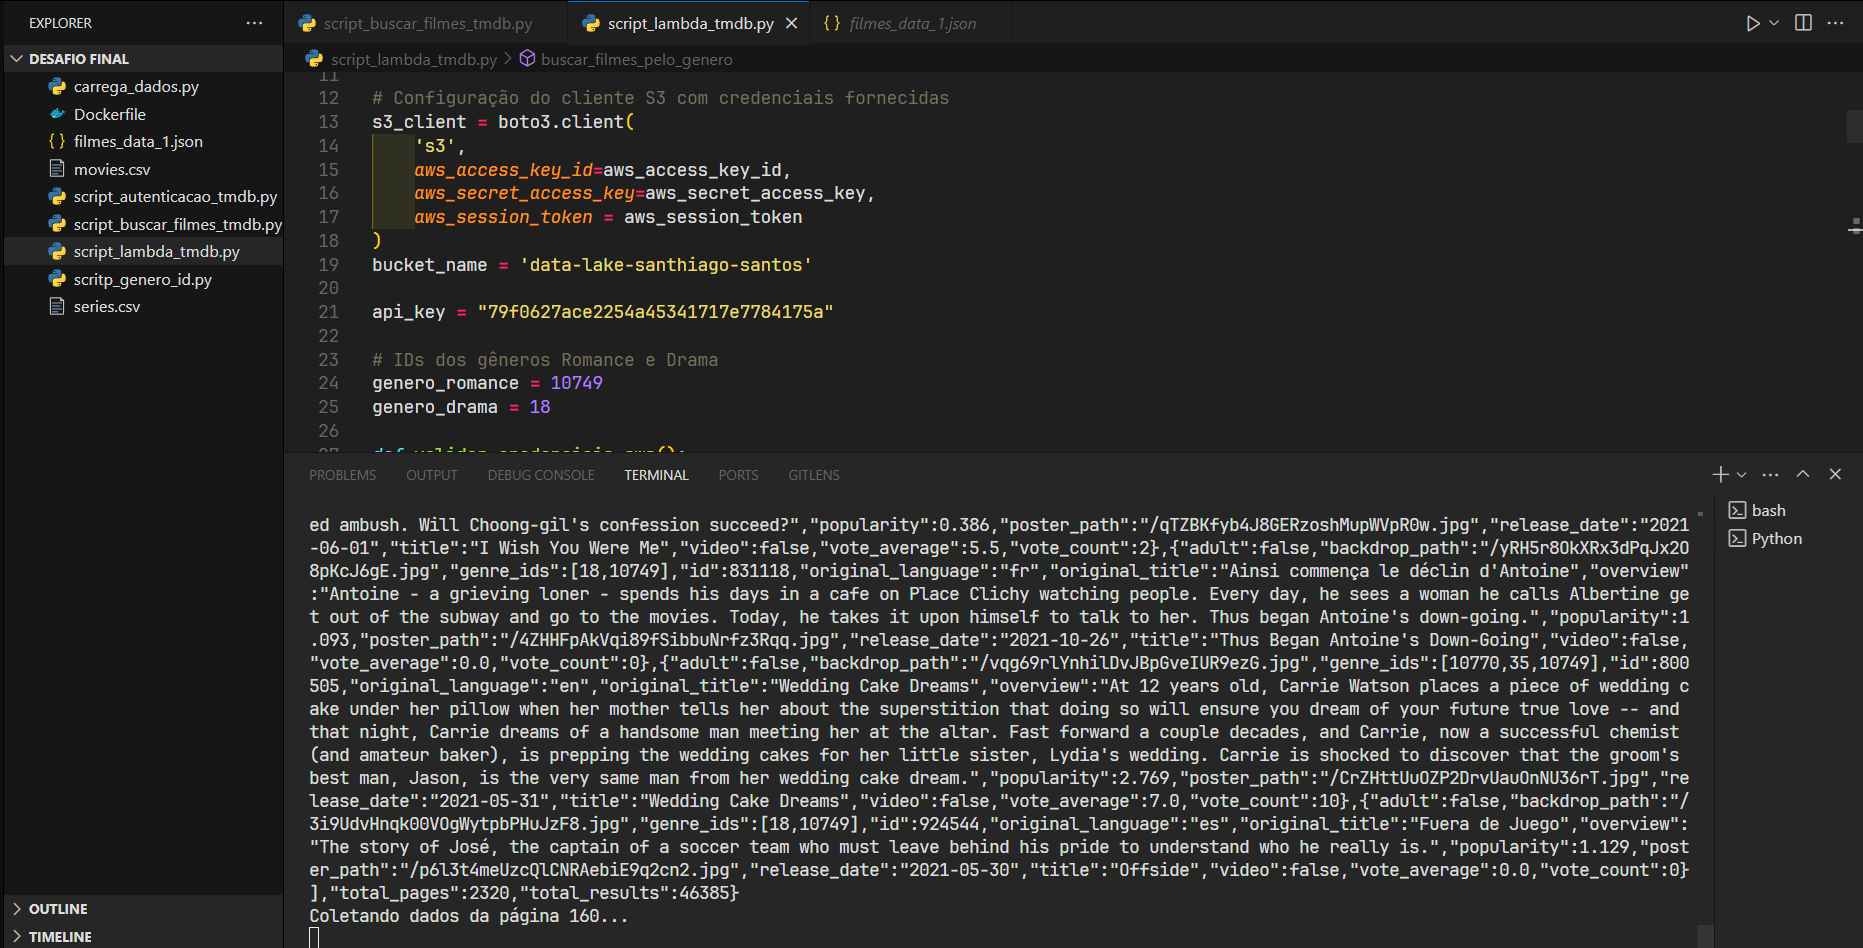 EXPLORER
DESAFIO FINAL
carrega_dados.py
Dockerfile
filmes_data_1.json
movies.csv
script_autenticacao_tmdb.py
script_buscar_filmes_tmdb.py
script_lambda_tmdb.py
scritp_genero_id.py
series.csv
OUTLINE
TIMELINE
script_buscar_filmes_tmdb.py
script_lambda_tmdb.py
filmes_data_1.json
script_lambda_tmdb.py > buscar_filmes_pelo_genero
11
12 # Configuração do cliente S3 com credenciais fornecidas
13 s3_client = boto3.client(
14 's3',
15 aws_access_key_id=aws_access_key_id,
16 aws_secret_access_key=aws_secret_access_key,
17 aws_session_token = aws_session_token
18 )
19 bucket_name = 'data-lake-santhiago-santos'
20
21 api_key = "79f0627ace2254a45341717e7784175a"
22
23 # IDs dos gêneros Romance e Drama
24 genero_romance = 10749
25 genero_drama = 18
26
PROBLEMS OUTPUT DEBUG CONSOLE TERMINAL PORTS GITLENS
ed ambush. Will Choong-gil's confession succeed?","popularity":0.386,"poster_path":"/qTZBKfyb4J8GERzoshMupWVpR0w.jpg","release_date":"2021
-06-01","title":"I Wish You Were Me","video":false,"vote_average":5.5,"vote_count":2},{"adult":false,"backdrop_path":"/yRH5r8OkXRx3dPqJx2O
8pKcJ6gE.jpg","genre_ids":[18,10749],"id":831118,"original_language":"fr","original_title":"Ainsi commença le déclin d'Antoine","overview"
:"Antoine - a grieving loner - spends his days in a cafe on Place Clichy watching people. Every day, he sees a woman he calls Albertine ge
t out of the subway and go to the movies. Today, he takes it upon himself to talk to her. Thus began Antoine's down-going.","popularity":1
.093,"poster_path":"/4ZHHFpAkVqi89fSibbuNrfz3Rqq.jpg","release_date":"2021-10-26","title":"Thus Began Antoine's Down-Going","video":false,
"vote_average":0.0,"vote_count":0},{"adult":false,"backdrop_path":"/vqg69rlYnhilDvJBpGveIUR9ezG.jpg","genre_ids":[10770,35,10749],"id":800
505,"original_language":"en","original_title":"Wedding Cake Dreams","overview":"At 12 years old, Carrie Watson places a piece of wedding c
ake under her pillow when her mother tells her about the superstition that doing so will ensure you dream of your future true love -- and
that night, Carrie dreams of a handsome man meeting her at the altar. Fast forward a couple decades, and Carrie, now a successful chemist
(and amateur baker), is prepping the wedding cakes for her little sister, Lydia's wedding. Carrie is shocked to discover that the groom's
best man, Jason, is the very same man from her wedding cake dream.","popularity":2.769,"poster_path":"/CrZHttUuOZP2DrvUauOnNU36rT.jpg","re
lease_date":"2021-05-31","title":"Wedding Cake Dreams","video":false,"vote_average":7.0,"vote_count":10},{"adult":false,"backdrop_path":"/
3i9UdvHnqk00VOgWytpbPHuJzF8.jpg","genre_ids":[18,10749],"id":924544,"original_language":"es","original_title":"Fuera de Juego","overview":
"The story of José, the captain of a soccer team who must leave behind his pride to understand who he really is.","popularity":1.129,"post
er_path":"/p6l3t4meUzcQlCNRAebiE9q2cn2.jpg","release_date":"2021-05-30","title":"Offside","video":false,"vote_average":0.0,"vote_count":0}
],"total_pages":2320,"total_results":46385}
Coletando dados da página 160...
bash
Python